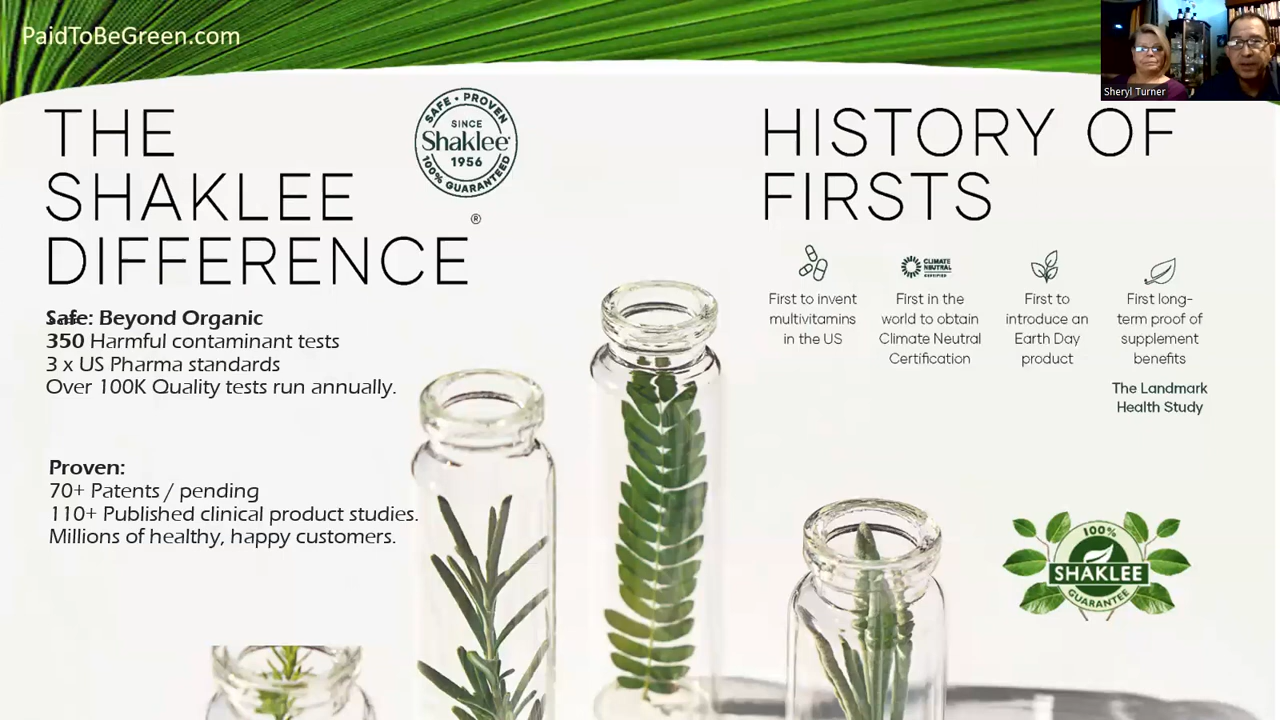 PaidToBeGreen.com
Sheryl Turner
THE
SHAKLEE
DIFFERENCE®
SAFE • PROVEN
SINCE
Shaklee
1956
100% GUARANTEED
Safe: Beyond Organic
350 Harmful contaminant tests
3 x US Pharma standards
Over 100K Quality tests run annually.
Proven:
70+ Patents / pending
110+ Published clinical product studies.
Millions of healthy, happy customers.
HISTORY OF
FIRSTS
First to invent
multivitamins
in the US
CLIMATE
NEUTRAL
CERTIFIED
First in the
world to obtain
Climate Neutral
Certification
First to
introduce an
Earth Day
product
First long-
term proof of
supplement
benefits
The Landmark
Health Study
100%
SHAKLEE
GUARANTEE